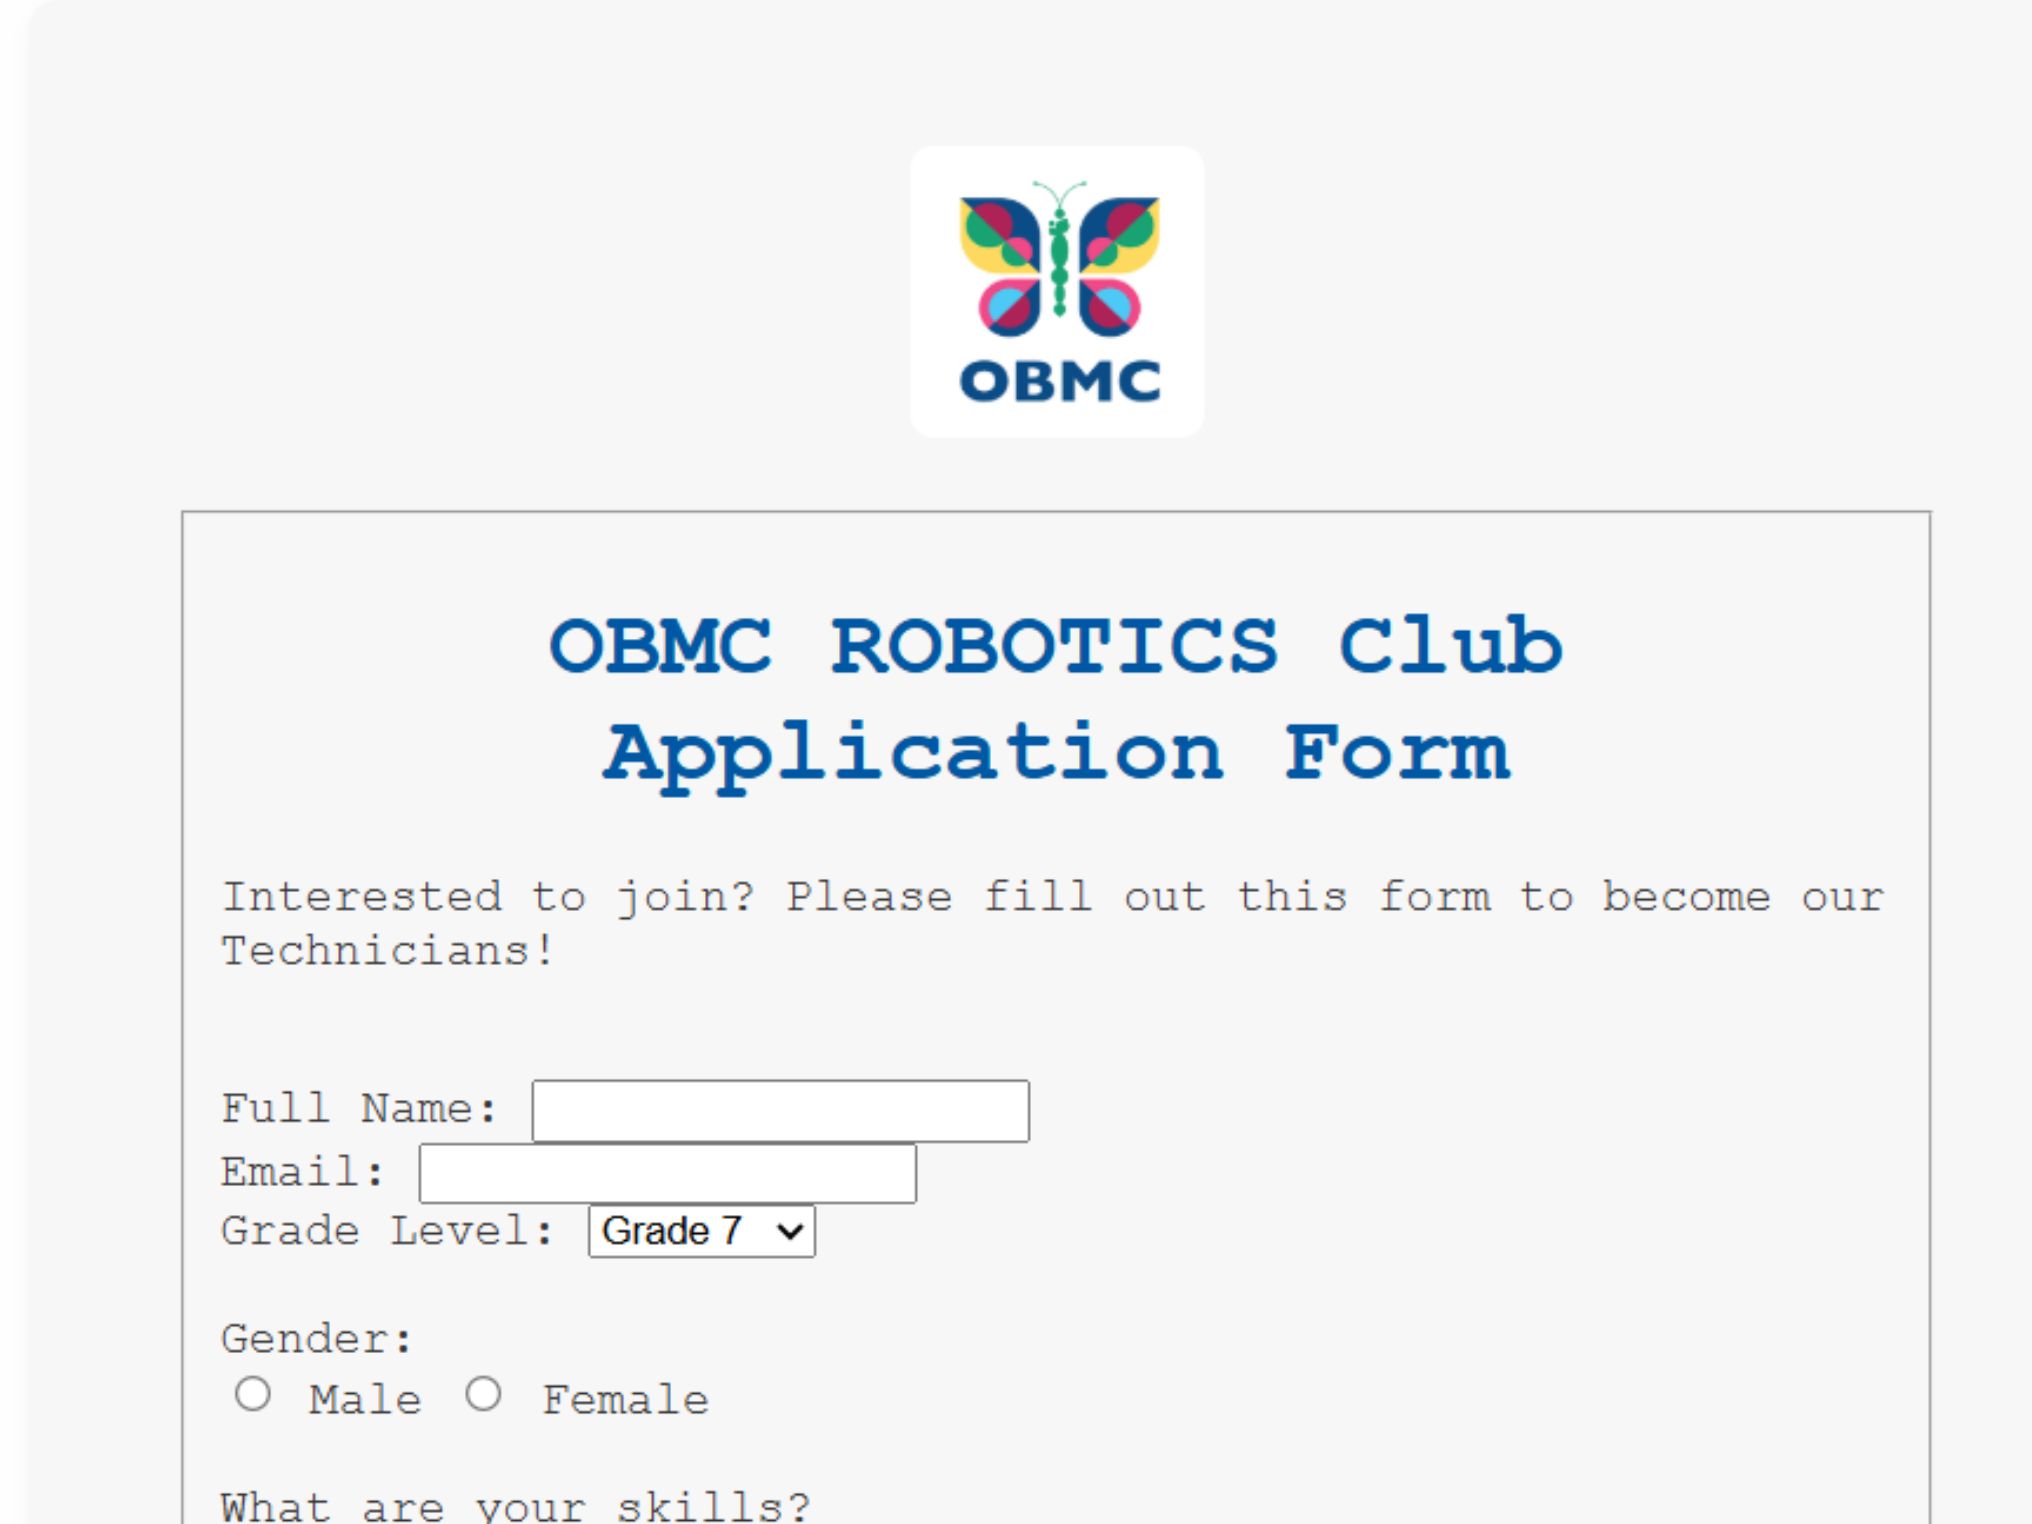 OBMC
OBMC ROBOTICS Club
Application Form
Interested to join? Please fill out this form to become our
Technicians!
Full Name:
Email:
Grade Level: Grade 7
Gender:
Male Female
What are your skills?